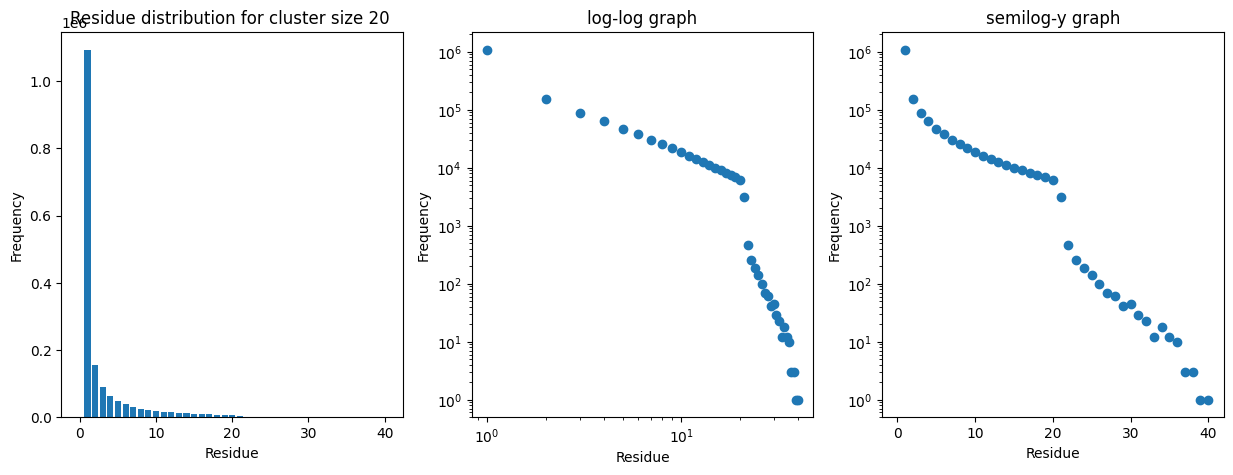 Residue distribution for cluster size 20
1e6
1.0
0.8
0.6
0.4
0.2
0.0
Frequency
0 10 20 30 40
Residue
log-log graph
10^6
10^5
10^4
10^3
10^2
10^1
10^0
Frequency
10^0 10^1
Residue
semilog-y graph
10^6
10^5
10^4
10^3
10^2
10^1
10^0
Frequency
0 10 20 30 40
Residue